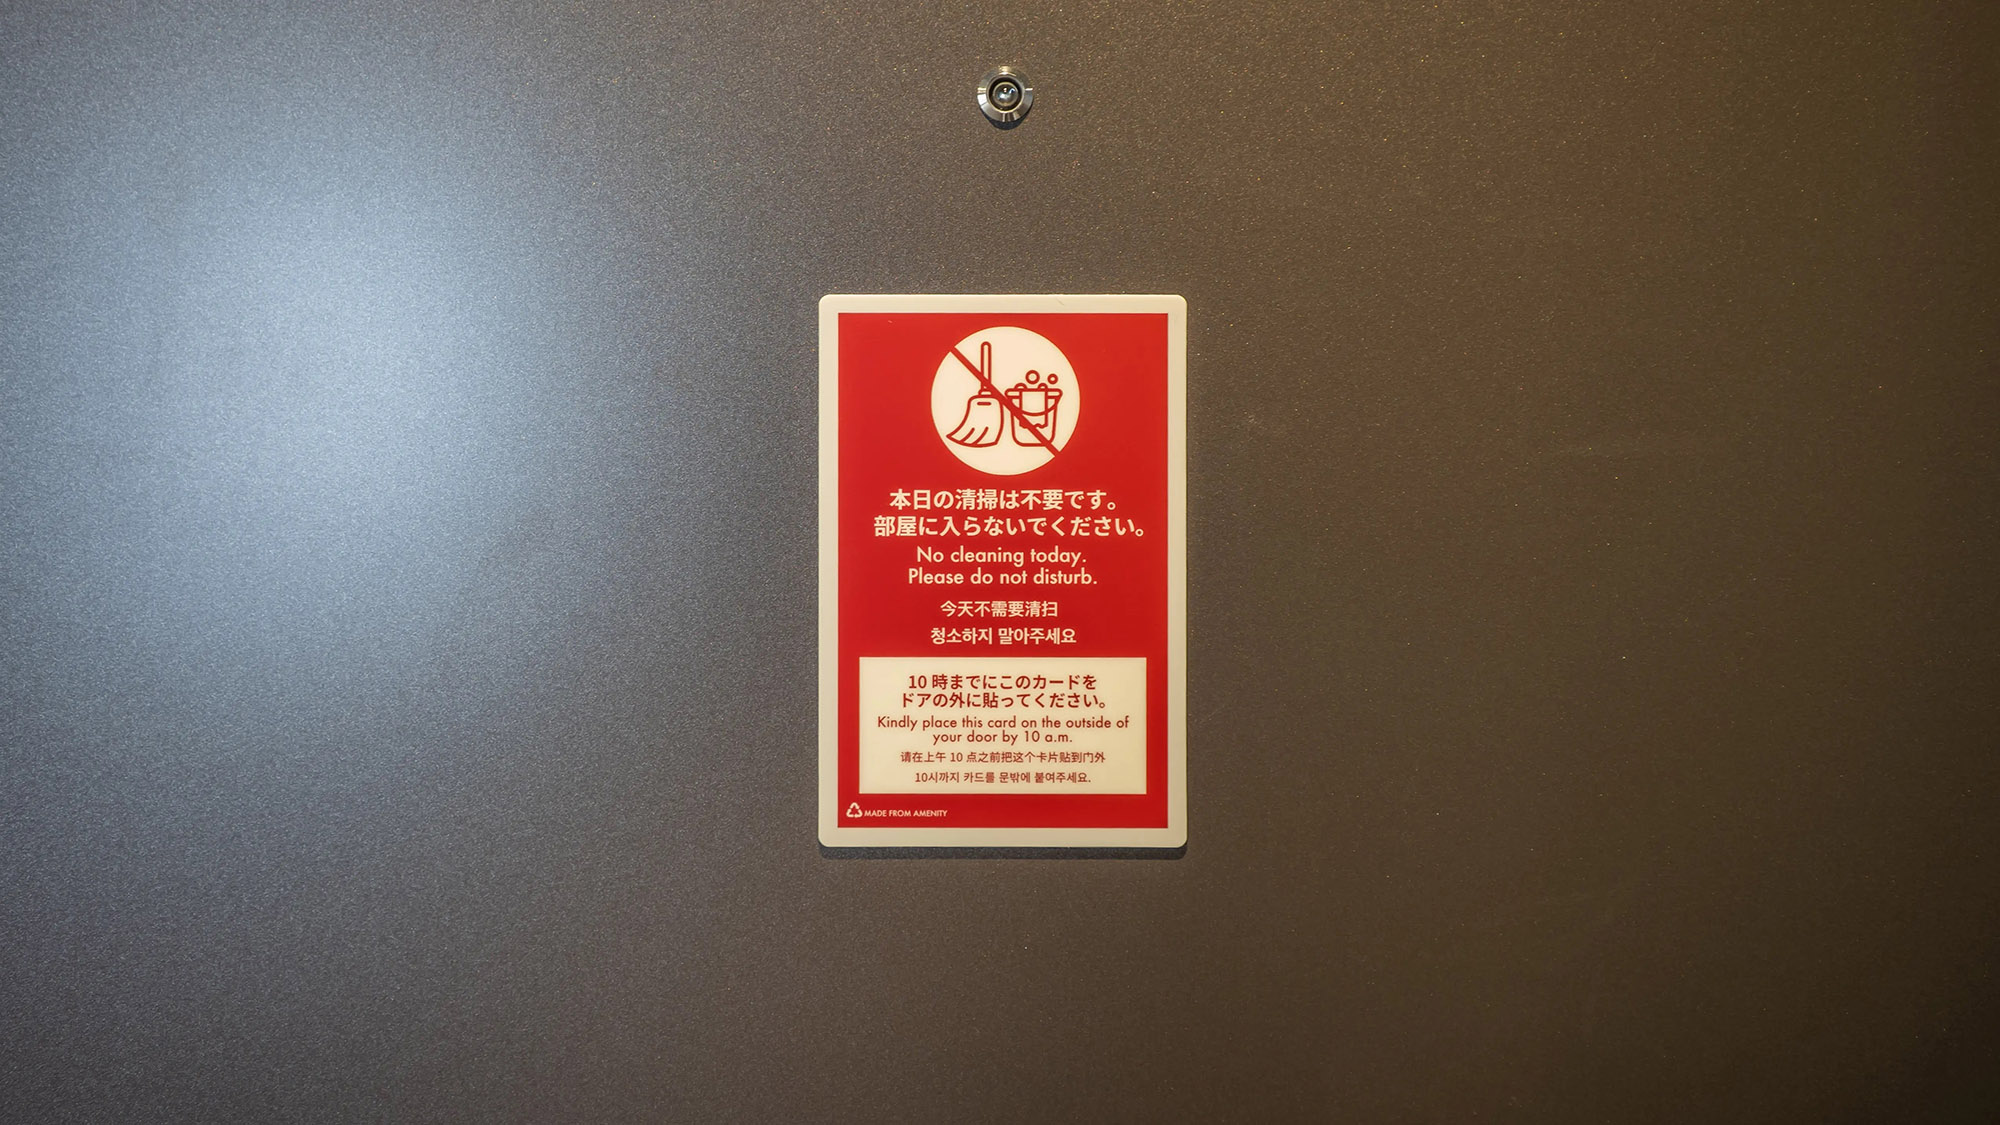 本日の清掃は不要です。
部屋に入らないでください。
No cleaning today.
Please do not disturb.
今天不需要清扫
청소하지 말아주세요
10 時までにこのカードを
ドアの外に貼ってください。
Kindly place this card on the outside of
your door by 10 a.m.
请在上午 10 点之前把这个卡片贴到门外
10시까지 카드를 문밖에 붙여주세요.
MADE FROM AMENITY